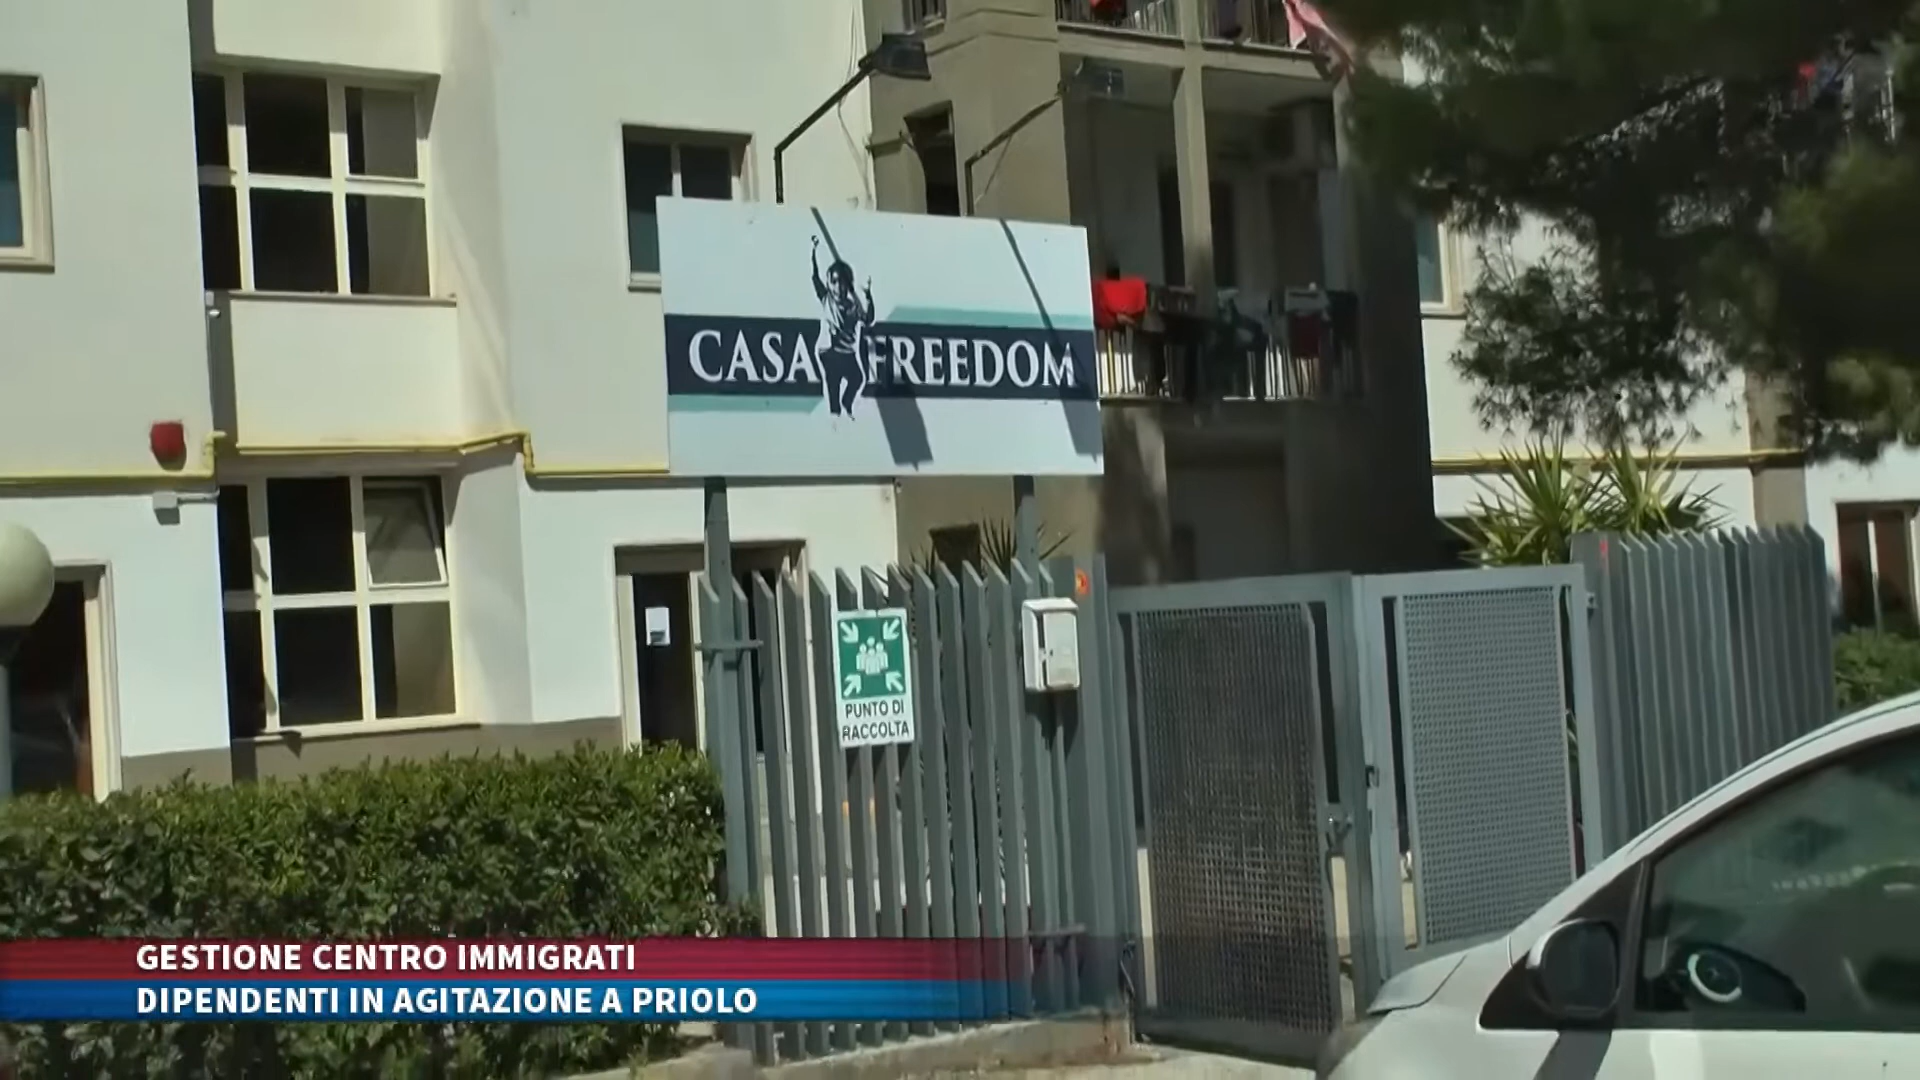 CASA FREEDOM
PUNTO DI
RACCOLTA
GESTIONE CENTRO IMMIGRATI
DIPENDENTI IN AGITAZIONE A PRIOLO